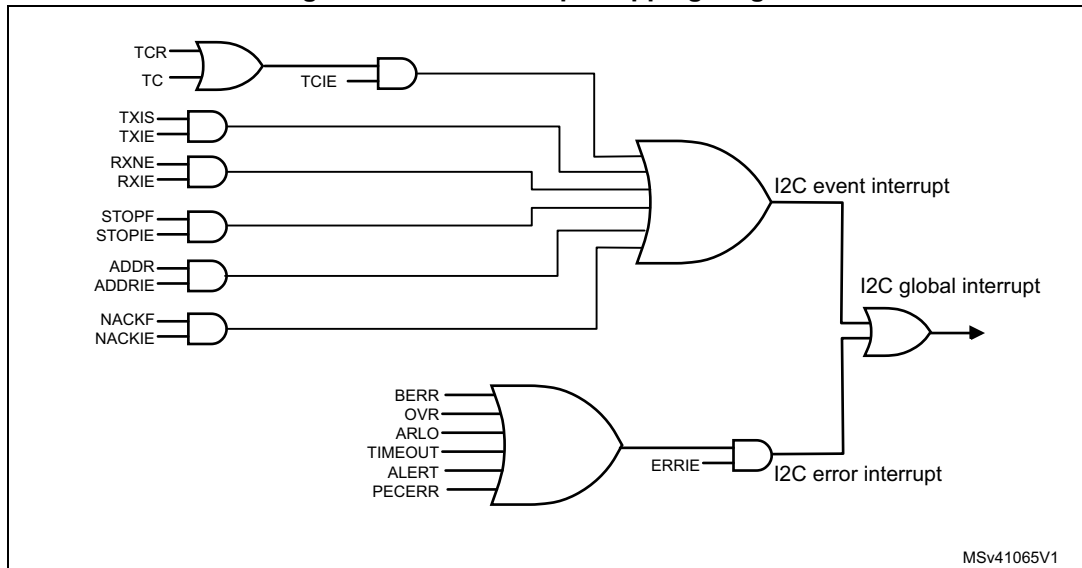 TCR
TC
TCIE
TXIS
TXIE
RXNE
RXIE
STOPF
STOPIE
ADDR
ADDRIE
NACKF
NACKIE
I2C event interrupt
I2C global interrupt
BERR
OVR
ARLO
TIMEOUT
ALERT
PECERR
ERRIE
I2C error interrupt
MSv41065V1